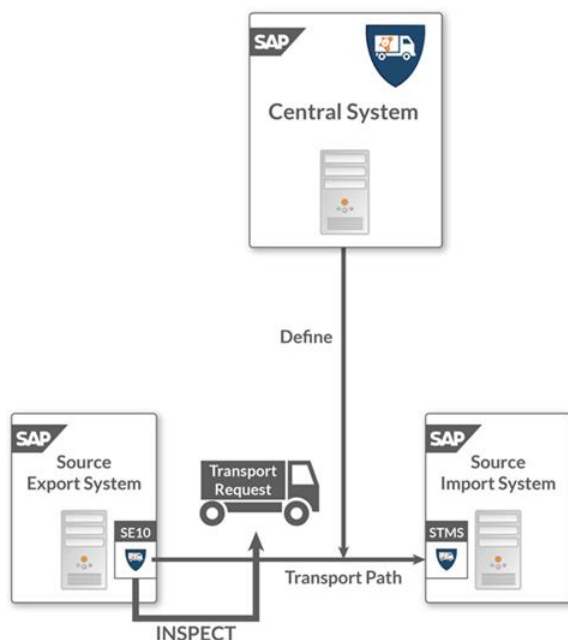 SAP
Central System
Define
SAP
Source
Export System
SE10
Transport
Request
SAP
Source
Import System
STMS
Transport Path
INSPECT